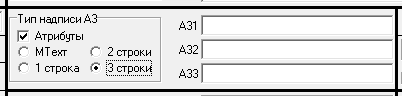 Тип надписи А3
Атрибуты
МТекст 2 строки
1 строка 3 строки
А31
А32
А33